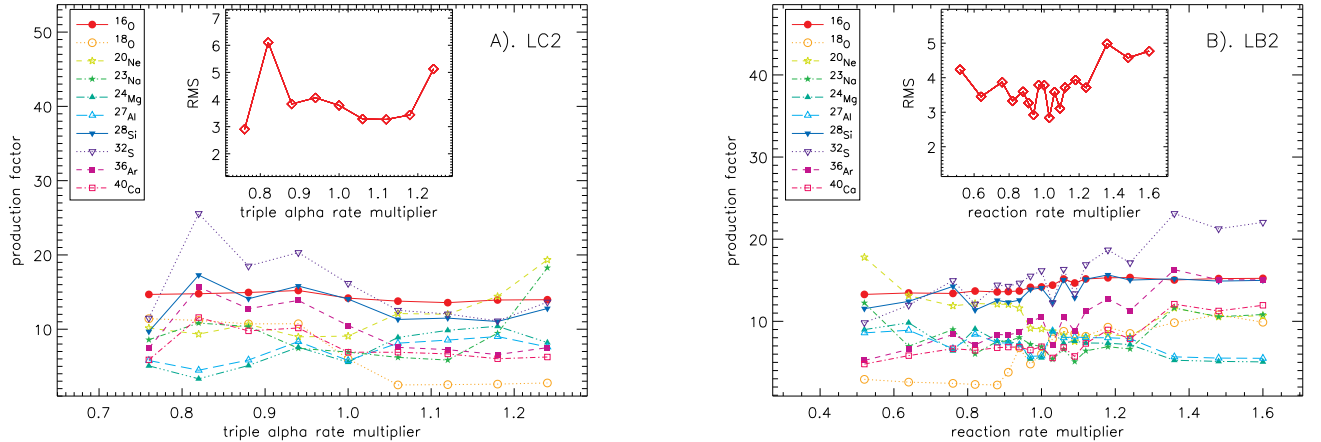 A). LC2
production factor
50
40
30
20
10
0.7 0.8 0.9 1.0 1.1 1.2
triple alpha rate multiplier
16O
18O
20Ne
23Na
24Mg
27Al
28Si
32S
36Ar
40Ca
RMS
7
6
5
4
3
2
0.8 0.9 1.0 1.1 1.2
triple alpha rate multiplier
B). LB2
production factor
40
30
20
10
0.4 0.6 0.8 1.0 1.2 1.4 1.6
reaction rate multiplier
16O
18O
20Ne
23Na
24Mg
27Al
28Si
32S
36Ar
40Ca
RMS
5
4
3
2
0.6 0.8 1.0 1.2 1.4 1.6
reaction rate multiplier